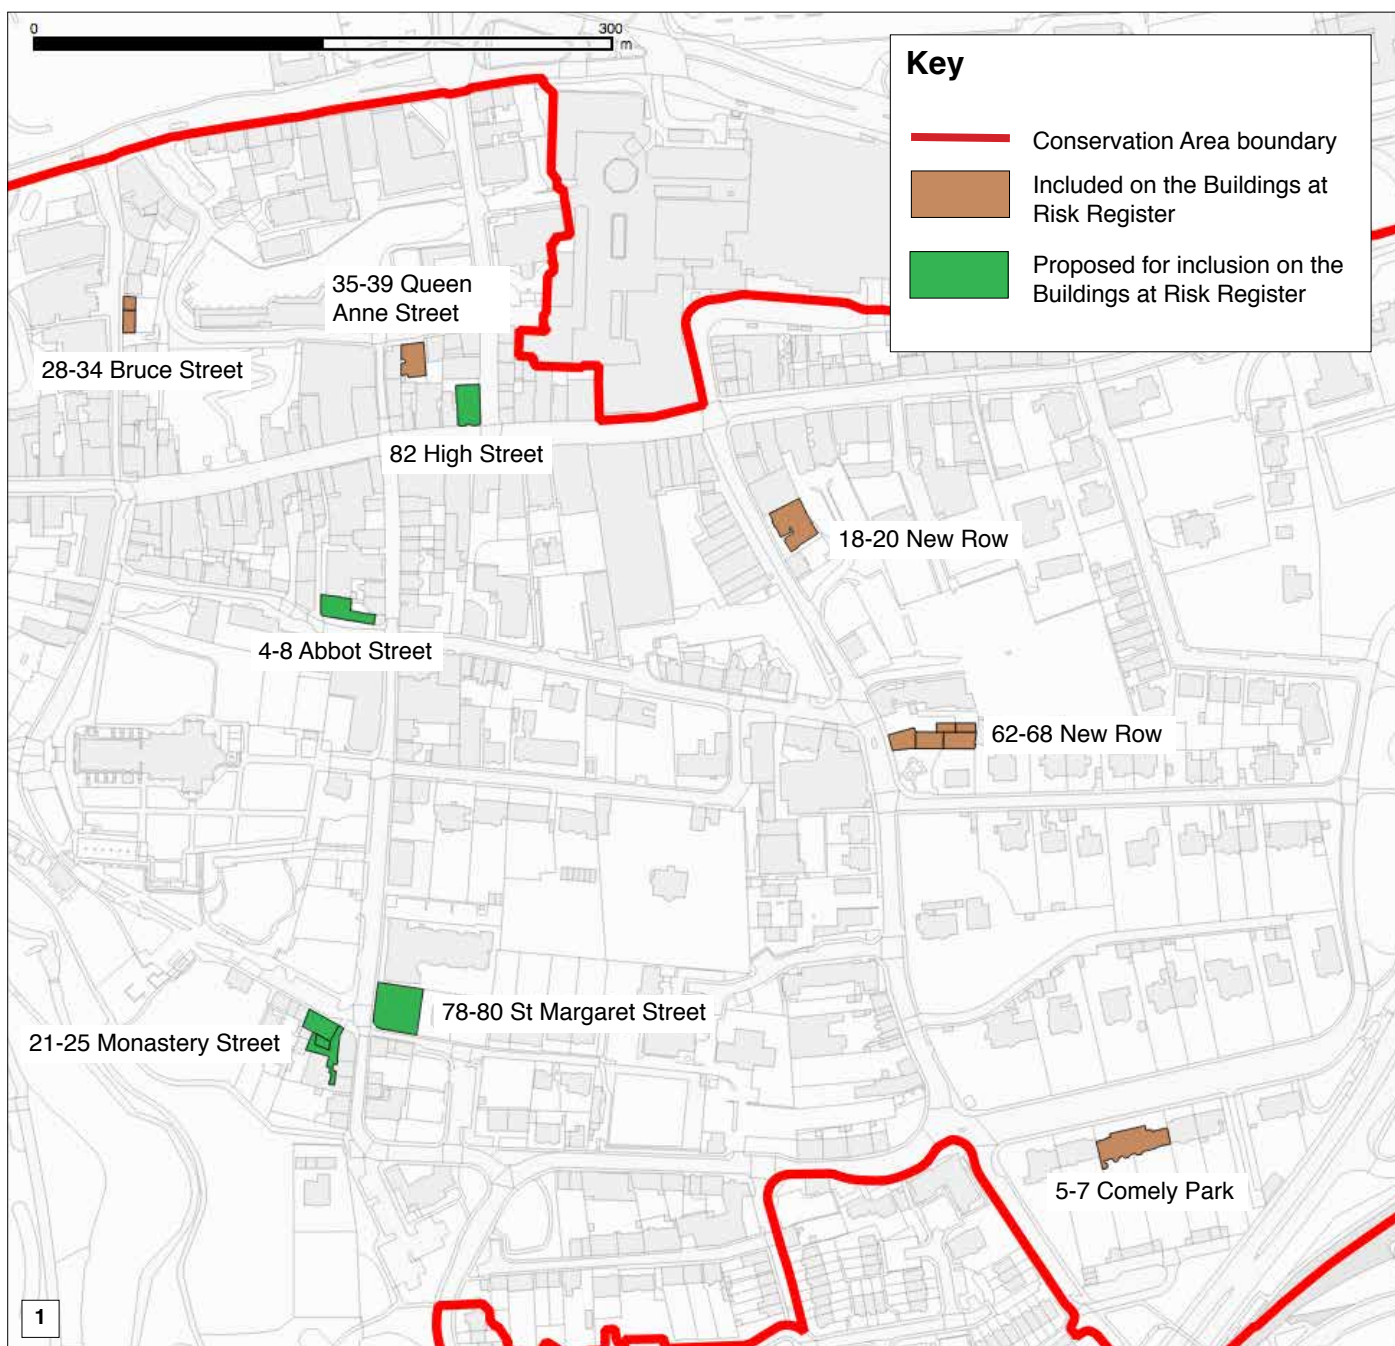 0
300
m
Key
Conservation Area boundary
Included on the Buildings at
Risk Register
Proposed for inclusion on the
Buildings at Risk Register
35-39 Queen
Anne Street
28-34 Bruce Street
82 High Street
18-20 New Row
4-8 Abbot Street
62-68 New Row
78-80 St Margaret Street
21-25 Monastery Street
5-7 Comely Park
1